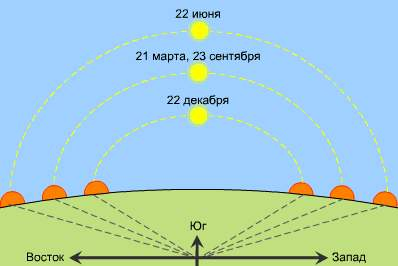 22 июня
21 марта, 23 сентября
22 декабря
Юг
Восток
Запад